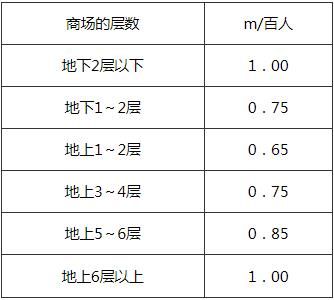 商场的层数 m/百人
地下2层以下 1．00
地下1～2层 0．75
地上1～2层 0．65
地上3～4层 0．75
地上5～6层 0．85
地上6层以上 1．00